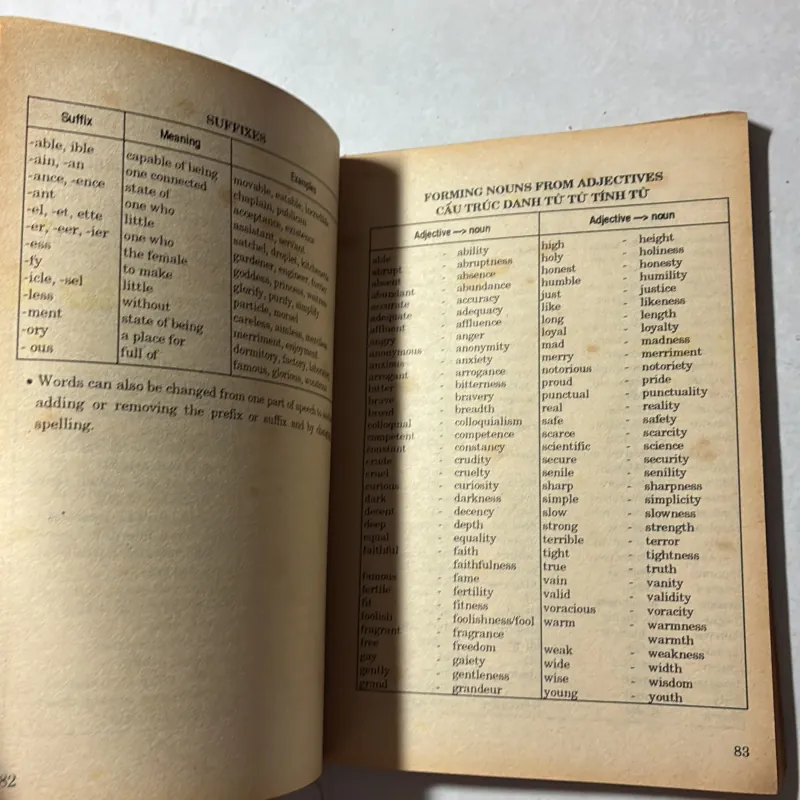 SUFFIXES
Suffix Meaning Examples
-able, ible capable of being movable, eatable, incredible
-ain, -an one connected chaplain, publican
-ance, -ence state of acceptance, existence
-ant one who assistant, servant
-el, -et, ette little satchel, droplet, kitchenette
-er, -eer, -ier one who gardener, engineer,
-ess the female goddess, princess, waitress
-fy to make glorify, purify, simplify
-icle, -sel little particle, morsel
-less without careless, aimless,
-ment state of being merriment, enjoyment
-ory a place for dormitory, factory, laboratory
- ous full of famous, glorious, wondrous
• Words can also be changed from one part of speech to
adding or removing the prefix or suffix and by changing
spelling.
82
FORMING NOUNS FROM ADJECTIVES
CẤU TRÚC DANH TỪ TỪ TÍNH TỪ
Adjective —> noun Adjective —> noun
able - ability high - height
abrupt - abruptness holy - holiness
absent - absence honest - honesty
abundant - abundance humble - humility
accurate - accuracy just - justice
adequate - adequacy like - likeness
affluent - affluence long - length
angry - anger loyal - loyalty
anonymous - anonymity mad - madness
anxious - anxiety merry - merriment
arrogant - arrogance notorious - notoriety
bitter - bitterness proud - pride
brave - bravery punctual - punctuality
broad - breadth real - reality
colloquial - colloquialism safe - safety
competent - competence scarce - scarcity
constant - constancy scientific - science
crude - crudity secure - security
cruel - cruelty senile - senility
curious - curiosity sharp - sharpness
dark - darkness simple - simplicity
decent - decency slow - slowness
deep - depth strong - strength
equal - equality terrible - terror
faithful - faith tight - tightness
faithfulness true - truth
famous - fame vain - vanity
fertile - fertility valid - validity
fit - fitness voracious - voracity
foolish - foolishness/fool warm - warmness
fragrant - fragrance warmth
free - freedom weak - weakness
gay - gaiety wide - width
gently - gentleness wise - wisdom
grand - grandeur young - youth
83